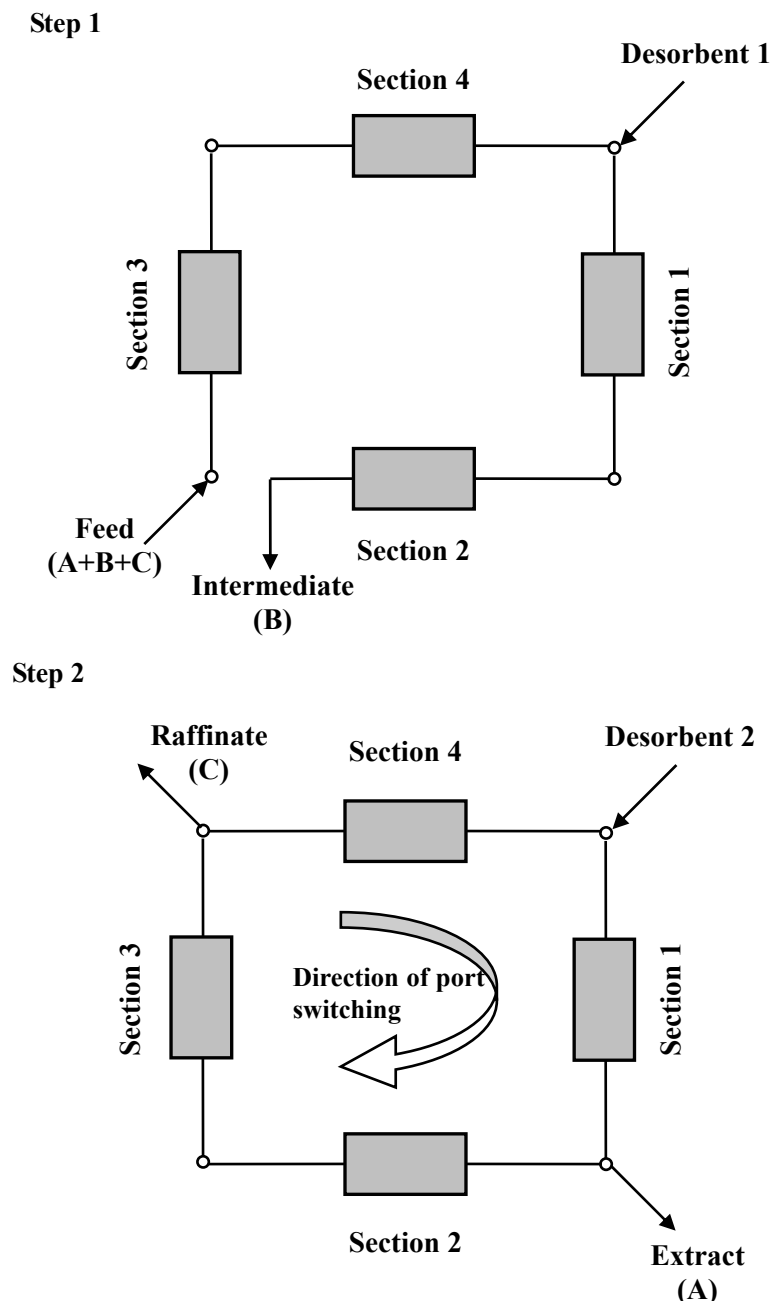 Step 1
Desorbent 1
Section 4
Section 3
Section 1
Feed
(A+B+C)
Section 2
Intermediate
(B)
Step 2
Raffinate
(C)
Section 4
Desorbent 2
Section 3
Direction of port
switching
Section 1
Section 2
Extract
(A)